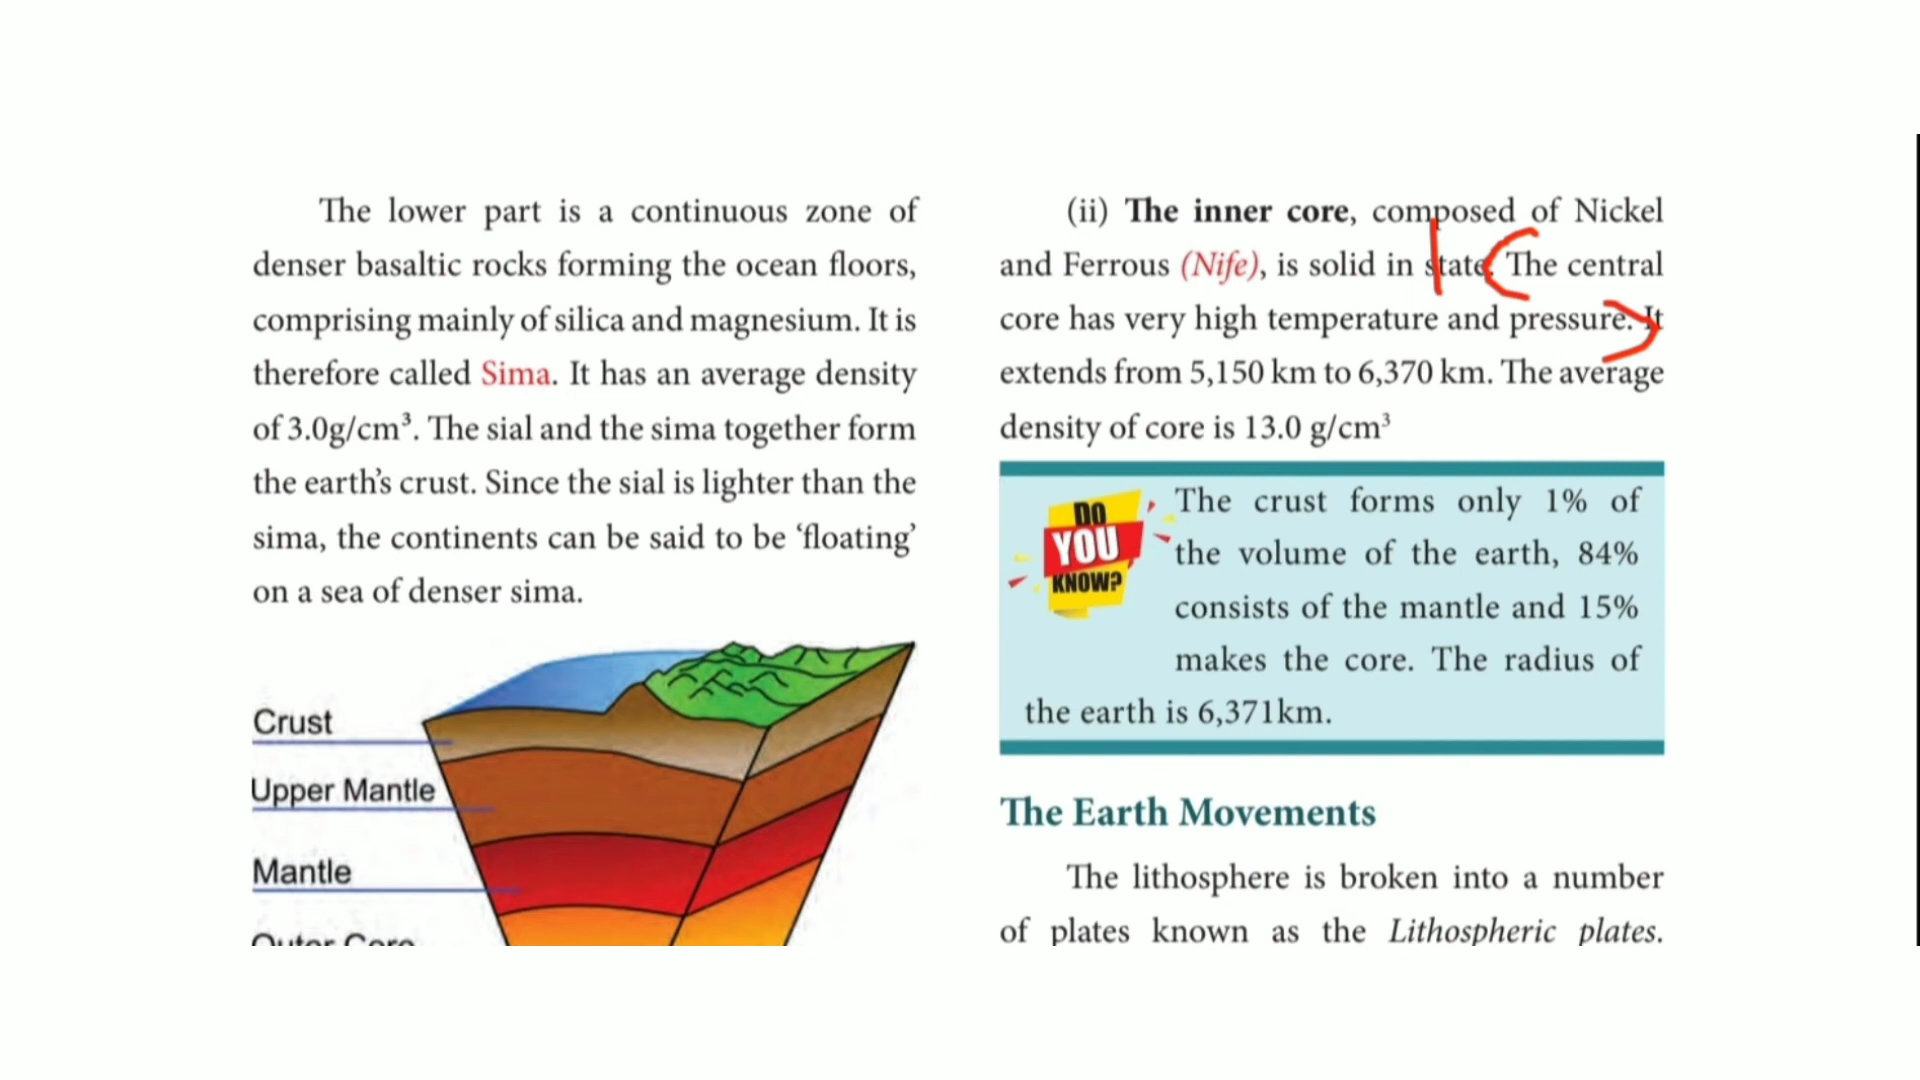 The lower part is a continuous zone of
denser basaltic rocks forming the ocean floors,
comprising mainly of silica and magnesium. It is
therefore called Sima. It has an average density
of 3.0g/cm³. The sial and the sima together form
the earth's crust. Since the sial is lighter than the
sima, the continents can be said to be ‘floating’
on a sea of denser sima.
Crust
Upper Mantle
Mantle
Outer Core
(ii) The inner core, composed of Nickel
and Ferrous (Nife), is solid in state. The central
core has very high temperature and pressure. It
extends from 5,150 km to 6,370 km. The average
density of core is 13.0 g/cm³
DO
YOU
KNOW?
The crust forms only 1% of
the volume of the earth, 84%
consists of the mantle and 15%
makes the core. The radius of
the earth is 6,371km.
The Earth Movements
The lithosphere is broken into a number
of plates known as the Lithospheric plates.